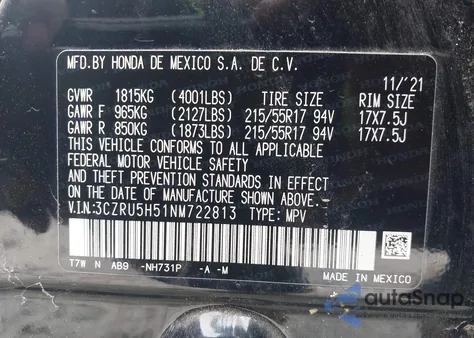 MFD.BY HONDA DE MEXICO S.A. DE C.V.
11/'21
GVWR 1815KG (4001LBS) TIRE SIZE RIM SIZE
GAWR F 965KG (2127LBS) 215/55R17 94V 17X7.5J
GAWR R 850KG (1873LBS) 215/55R17 94V 17X7.5J
THIS VEHICLE CONFORMS TO ALL APPLICABLE
FEDERAL MOTOR VEHICLE SAFETY
AND THEFT PREVENTION STANDARDS IN EFFECT
ON THE DATE OF MANUFACTURE SHOWN ABOVE.
V.I.N:3CZRU5H51NM722813 TYPE: MPV
T7W N AB9 -NH731P -A -M
MADE IN MEXICO
autoSnap